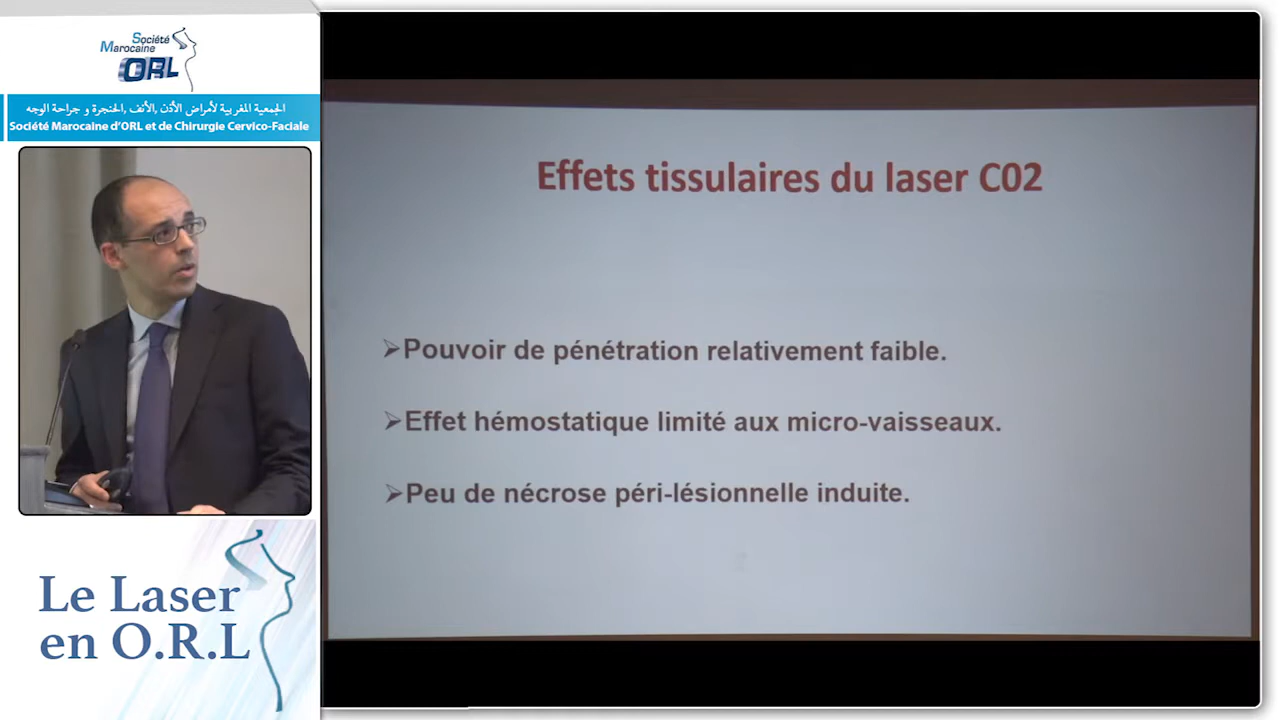 Société
Marocaine
ORL
الجمعية المغربية لأمراض الأذن ,الأنف ,الحنجرة و جراحة الوجه
Société Marocaine d'ORL et de Chirurgie Cervico-Faciale
Le Laser
en O.R.L
Effets tissulaires du laser C02
➢Pouvoir de pénétration relativement faible.
➢Effet hémostatique limité aux micro-vaisseaux.
➢Peu de nécrose péri-lésionnelle induite.